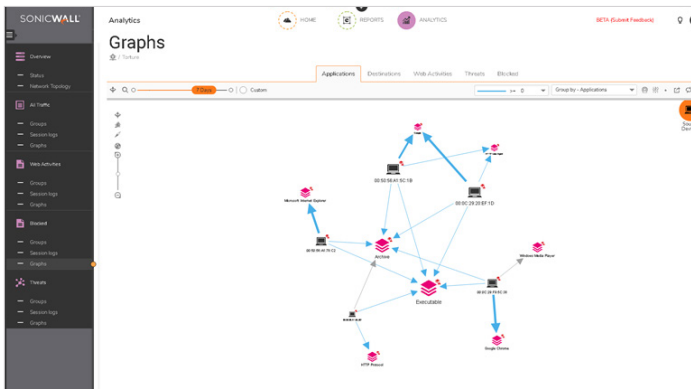 SONICWALL
Analytics
HOME
REPORTS
ANALYTICS
BETA (Submit Feedback)
Graphs
Overview
Status
Network Topology
All Traffic
Groups
Session logs
Graphs
Web Activities
Groups
Session logs
Graphs
Blocked
Groups
Session logs
Graphs
Threats
Groups
Session logs
Graphs
Applications
Destinations
Web Activities
Threats
Blocked
7 Days
Custom
>= 0
Group by - Applications
Microsoft Internet Explorer
Archive
Executable
Windows Media Player
Google Chrome
HTTP Protocol